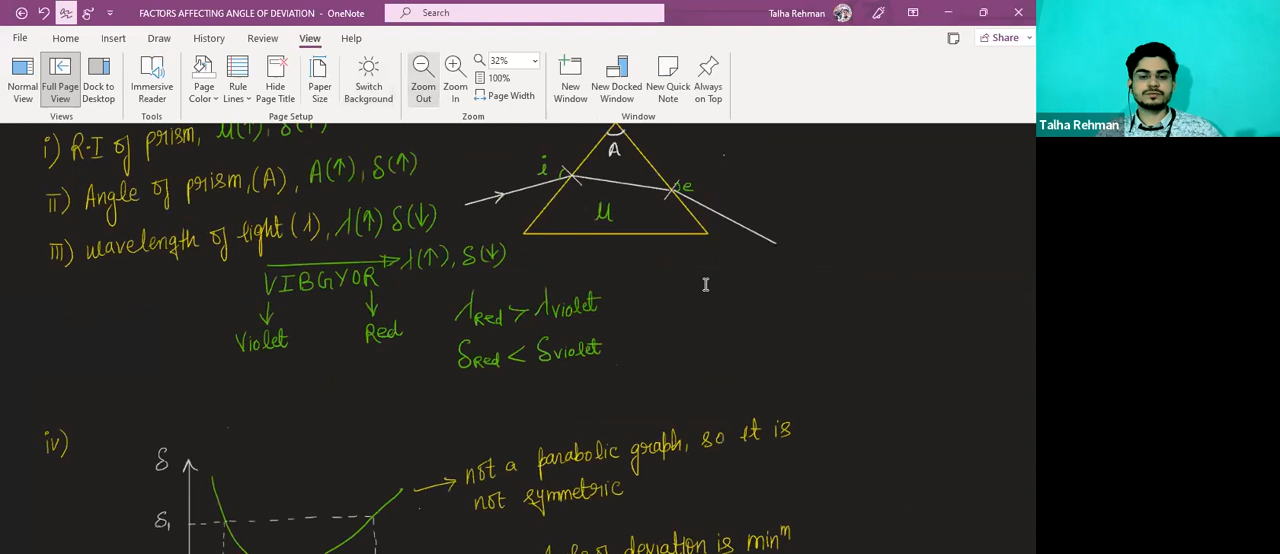 FACTORS AFFECTING ANGLE OF DEVIATION - OneNote
Search
Talha Rehman
File Home Insert Draw History Review View Help
Share
Normal View
Full Page View
Dock to Desktop
Immersive Reader
Page Color
Rule Lines
Hide Page Title
Paper Size
Switch Background
Zoom Out
Zoom In
32%
100%
Page Width
New Window
New Docked Window
New Quick Note
Always on Top
Views
Tools
Page Setup
Zoom
Window
Talha Rehman
i) R.I of prism, μ(↑), δ(↑)
ii) Angle of prism,(A) A(↑), δ(↑)
iii) wavelength of light(λ), λ(↑) δ(↓)
λ(↑), δ(↓)
VIBGYOR
Violet
Red
λRed > λViolet
δRed < δViolet
A
i
e
μ
iv)
δ
δ1
not a parabolic graph, so it is
not symmetric
of deviation is minm